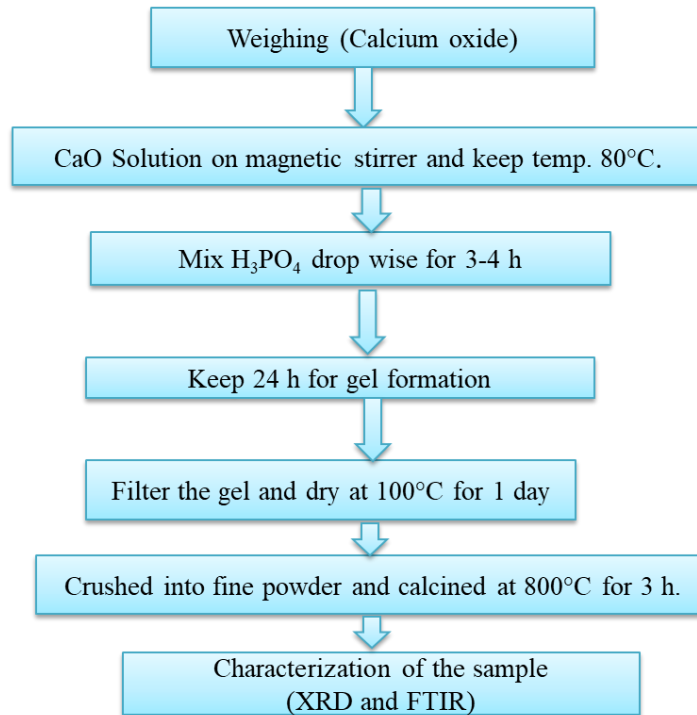 Weighing (Calcium oxide)
CaO Solution on magnetic stirrer and keep temp. 80°C.
Mix H₃PO₄ drop wise for 3-4 h
Keep 24 h for gel formation
Filter the gel and dry at 100°C for 1 day
Crushed into fine powder and calcined at 800°C for 3 h.
Characterization of the sample
(XRD and FTIR)